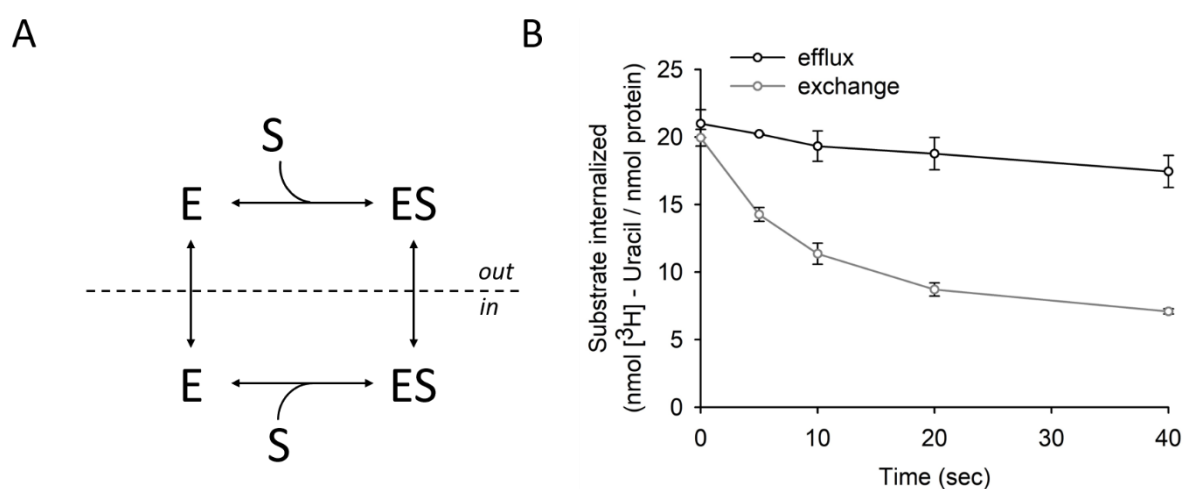 A
S
E ES
out
in
E ES
S
B
efflux
exchange
Substrate internalized
(nmol [³H] - Uracil / nmol protein)
25
20
15
10
5
0
0 10 20 30 40
Time (sec)